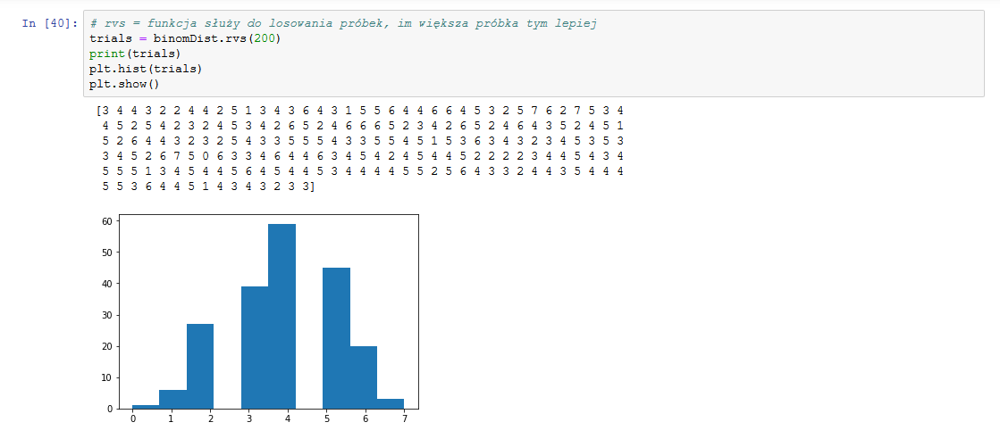 In [40]: # rvs = funkcja służy do losowania próbek, im większa próbka tym lepiej
trials = binomDist.rvs(200)
print(trials)
plt.hist(trials)
plt.show()
[3 4 4 3 2 2 4 4 2 5 1 3 4 3 6 4 3 1 5 5 6 4 4 6 6 4 5 3 2 5 7 6 2 7 5 3 4
4 5 2 5 4 2 3 2 4 5 3 4 2 6 5 2 4 6 6 6 5 2 3 4 2 6 5 2 4 6 4 3 5 2 4 5 1
5 2 6 4 4 3 2 3 2 5 4 3 3 5 5 5 4 3 3 5 5 4 5 1 5 3 6 3 4 3 2 3 4 5 3 5 3
3 4 5 2 6 7 5 0 6 3 3 4 6 4 4 6 3 4 5 4 2 4 5 4 4 5 2 2 2 2 3 4 4 5 4 3 4
5 5 5 1 3 4 5 4 4 5 6 4 5 4 4 5 3 4 4 4 4 5 5 2 5 6 4 3 3 2 4 4 3 5 4 4 4
5 5 3 6 4 4 5 1 4 3 4 3 2 3 3]
60
50
40
30
20
10
0
0 1 2 3 4 5 6 7